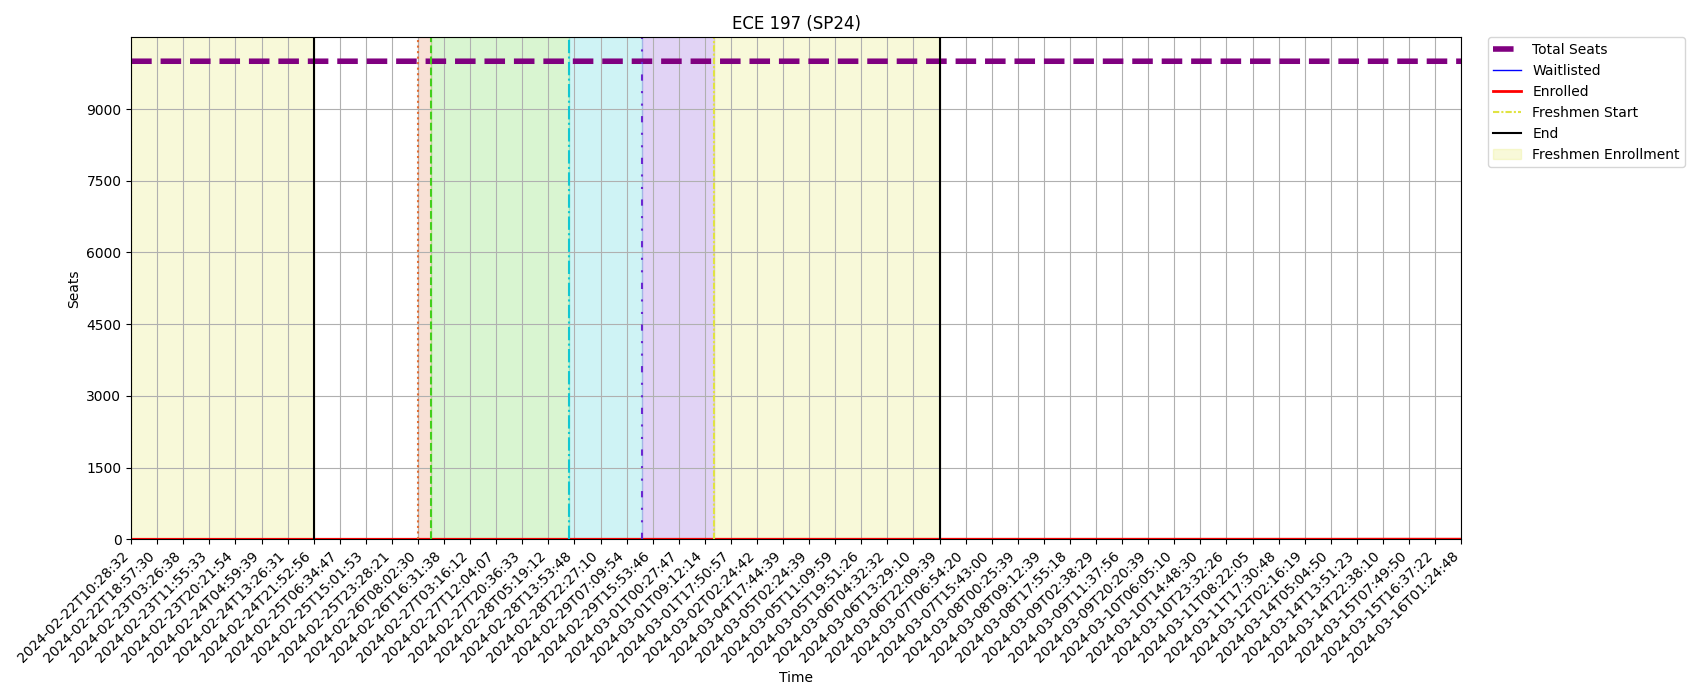 ECE 197 (SP24)
Total Seats
Waitlisted
Enrolled
Freshmen Start
End
Freshmen Enrollment
Seats
9000
7500
6000
4500
3000
1500
0
2024-02-22T10:28:32
2024-02-22T18:57:30
2024-02-23T03:26:38
2024-02-23T11:55:33
2024-02-23T20:21:54
2024-02-24T04:59:39
2024-02-24T13:26:31
2024-02-24T21:52:56
2024-02-25T06:34:47
2024-02-25T15:01:53
2024-02-25T23:28:21
2024-02-26T08:02:30
2024-02-26T16:31:38
2024-02-27T03:16:12
2024-02-27T12:04:07
2024-02-27T20:36:33
2024-02-28T05:19:12
2024-02-28T13:53:48
2024-02-28T22:27:10
2024-02-29T07:09:54
2024-02-29T15:53:46
2024-03-01T00:27:47
2024-03-01T09:12:14
2024-03-01T17:50:57
2024-03-02T02:24:42
2024-03-04T17:44:39
2024-03-05T02:24:39
2024-03-05T11:09:59
2024-03-05T19:51:26
2024-03-06T04:32:32
2024-03-06T13:29:10
2024-03-06T22:09:39
2024-03-07T06:54:20
2024-03-07T15:43:00
2024-03-08T00:25:39
2024-03-08T09:12:39
2024-03-08T17:55:18
2024-03-09T02:38:29
2024-03-09T11:37:56
2024-03-09T20:20:39
2024-03-10T06:05:10
2024-03-10T14:48:30
2024-03-10T23:32:26
2024-03-11T08:22:05
2024-03-11T17:30:48
2024-03-12T02:16:19
2024-03-14T05:04:50
2024-03-14T13:51:23
2024-03-14T22:38:10
2024-03-15T07:49:50
2024-03-15T16:37:22
2024-03-16T01:24:48
Time